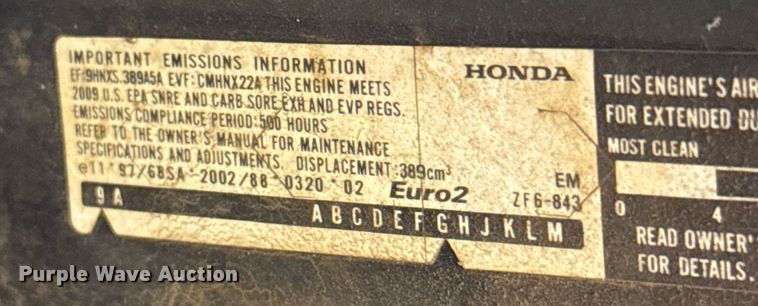 IMPORTANT EMISSIONS INFORMATION
EF:9HNXS.389A5A EVF:CMHNX22A THIS ENGINE MEETS
2009 U.S. EPA SNRE AND CARB SORE EXH AND EVP REGS.
EMISSIONS COMPLIANCE PERIOD:500 HOURS
REFER TO THE OWNER'S MANUAL FOR MAINTENANCE
SPECIFICATIONS AND ADJUSTMENTS. DISPLACEMENT:389cm³
e11*97/68SA*2002/88*0320*02 Euro2
9 A
A B C D E F G H J K L M
HONDA
EM
ZF6-843
THIS ENGINE'S AIR
FOR EXTENDED DU
MOST CLEAN
0 4
READ OWNER'
FOR DETAILS.
Purple Wave Auction